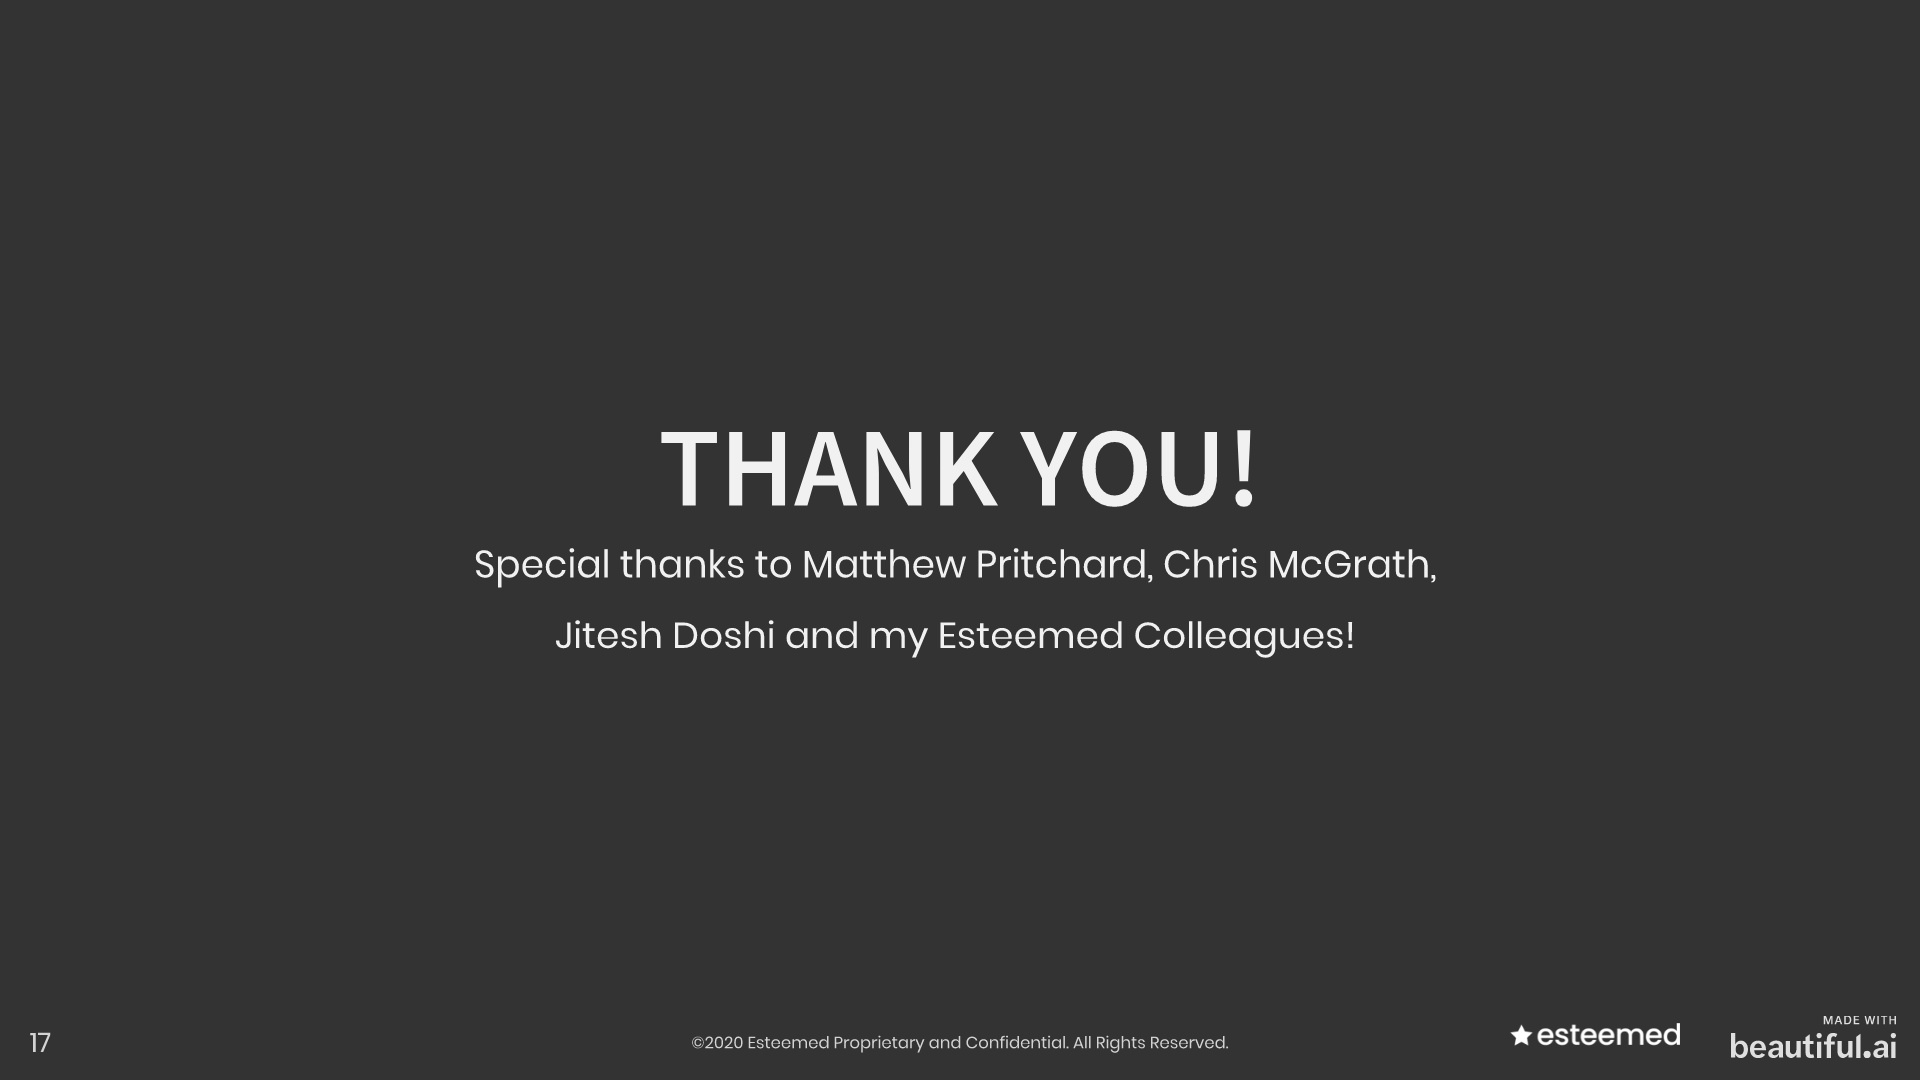 THANK YOU!
Special thanks to Matthew Pritchard, Chris McGrath,
Jitesh Doshi and my Esteemed Colleagues!
17
©2020 Esteemed Proprietary and Confidential. All Rights Reserved.
esteemed
MADE WITH
beautiful.ai